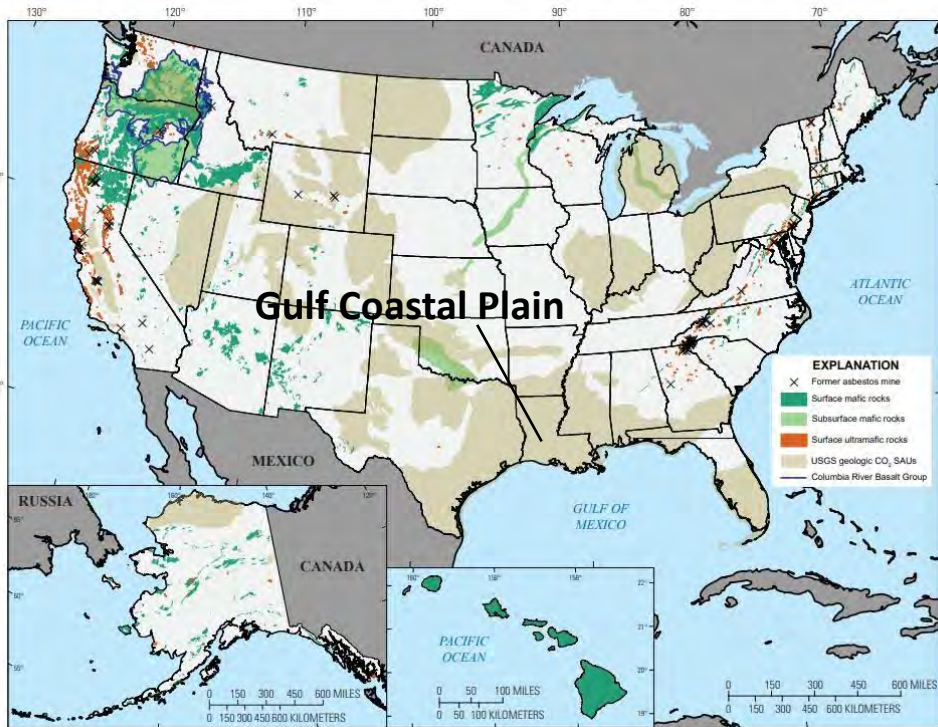 130° 120° 110° 100° 90° 80° 70°
CANADA
Gulf Coastal Plain
PACIFIC
OCEAN
ATLANTIC
OCEAN
EXPLANATION
Former asbestos mine
Surface mafic rocks
Subsurface mafic rocks
Surface ultramafic rocks
USGS geologic CO₂ SAUs
Columbia River Basalt Group
MEXICO
GULF OF
MEXICO
RUSSIA
CANADA
PACIFIC
OCEAN
0 150 300 450 600 MILES
0 150 300 450 600 KILOMETERS
0 50 100 MILES
0 50 100 KILOMETERS
0 150 300 450 600 MILES
0 150 300 450 600 KILOMETERS